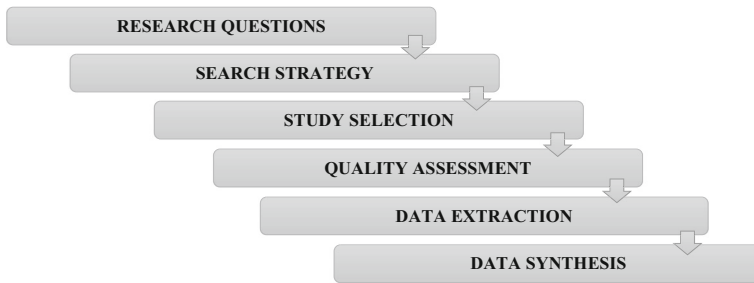 RESEARCH QUESTIONS
SEARCH STRATEGY
STUDY SELECTION
QUALITY ASSESSMENT
DATA EXTRACTION
DATA SYNTHESIS